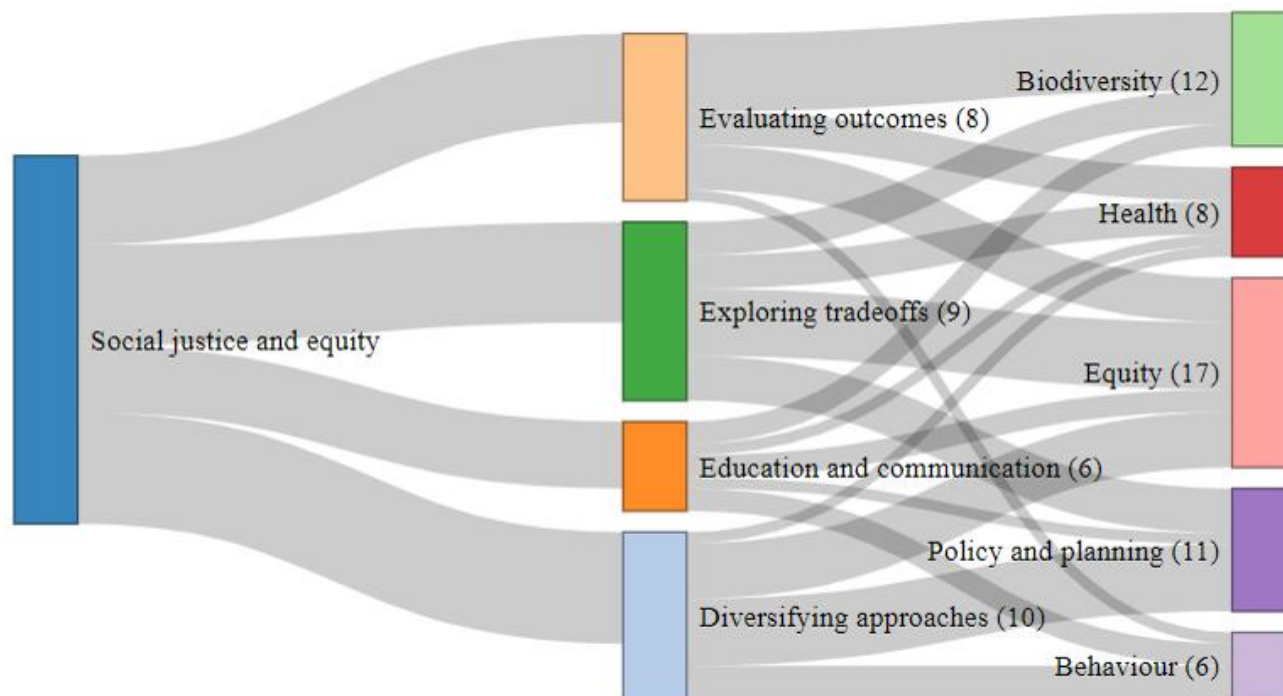 Social justice and equity
Evaluating outcomes (8)
Exploring tradeoffs (9)
Education and communication (6)
Diversifying approaches (10)
Biodiversity (12)
Health (8)
Equity (17)
Policy and planning (11)
Behaviour (6)